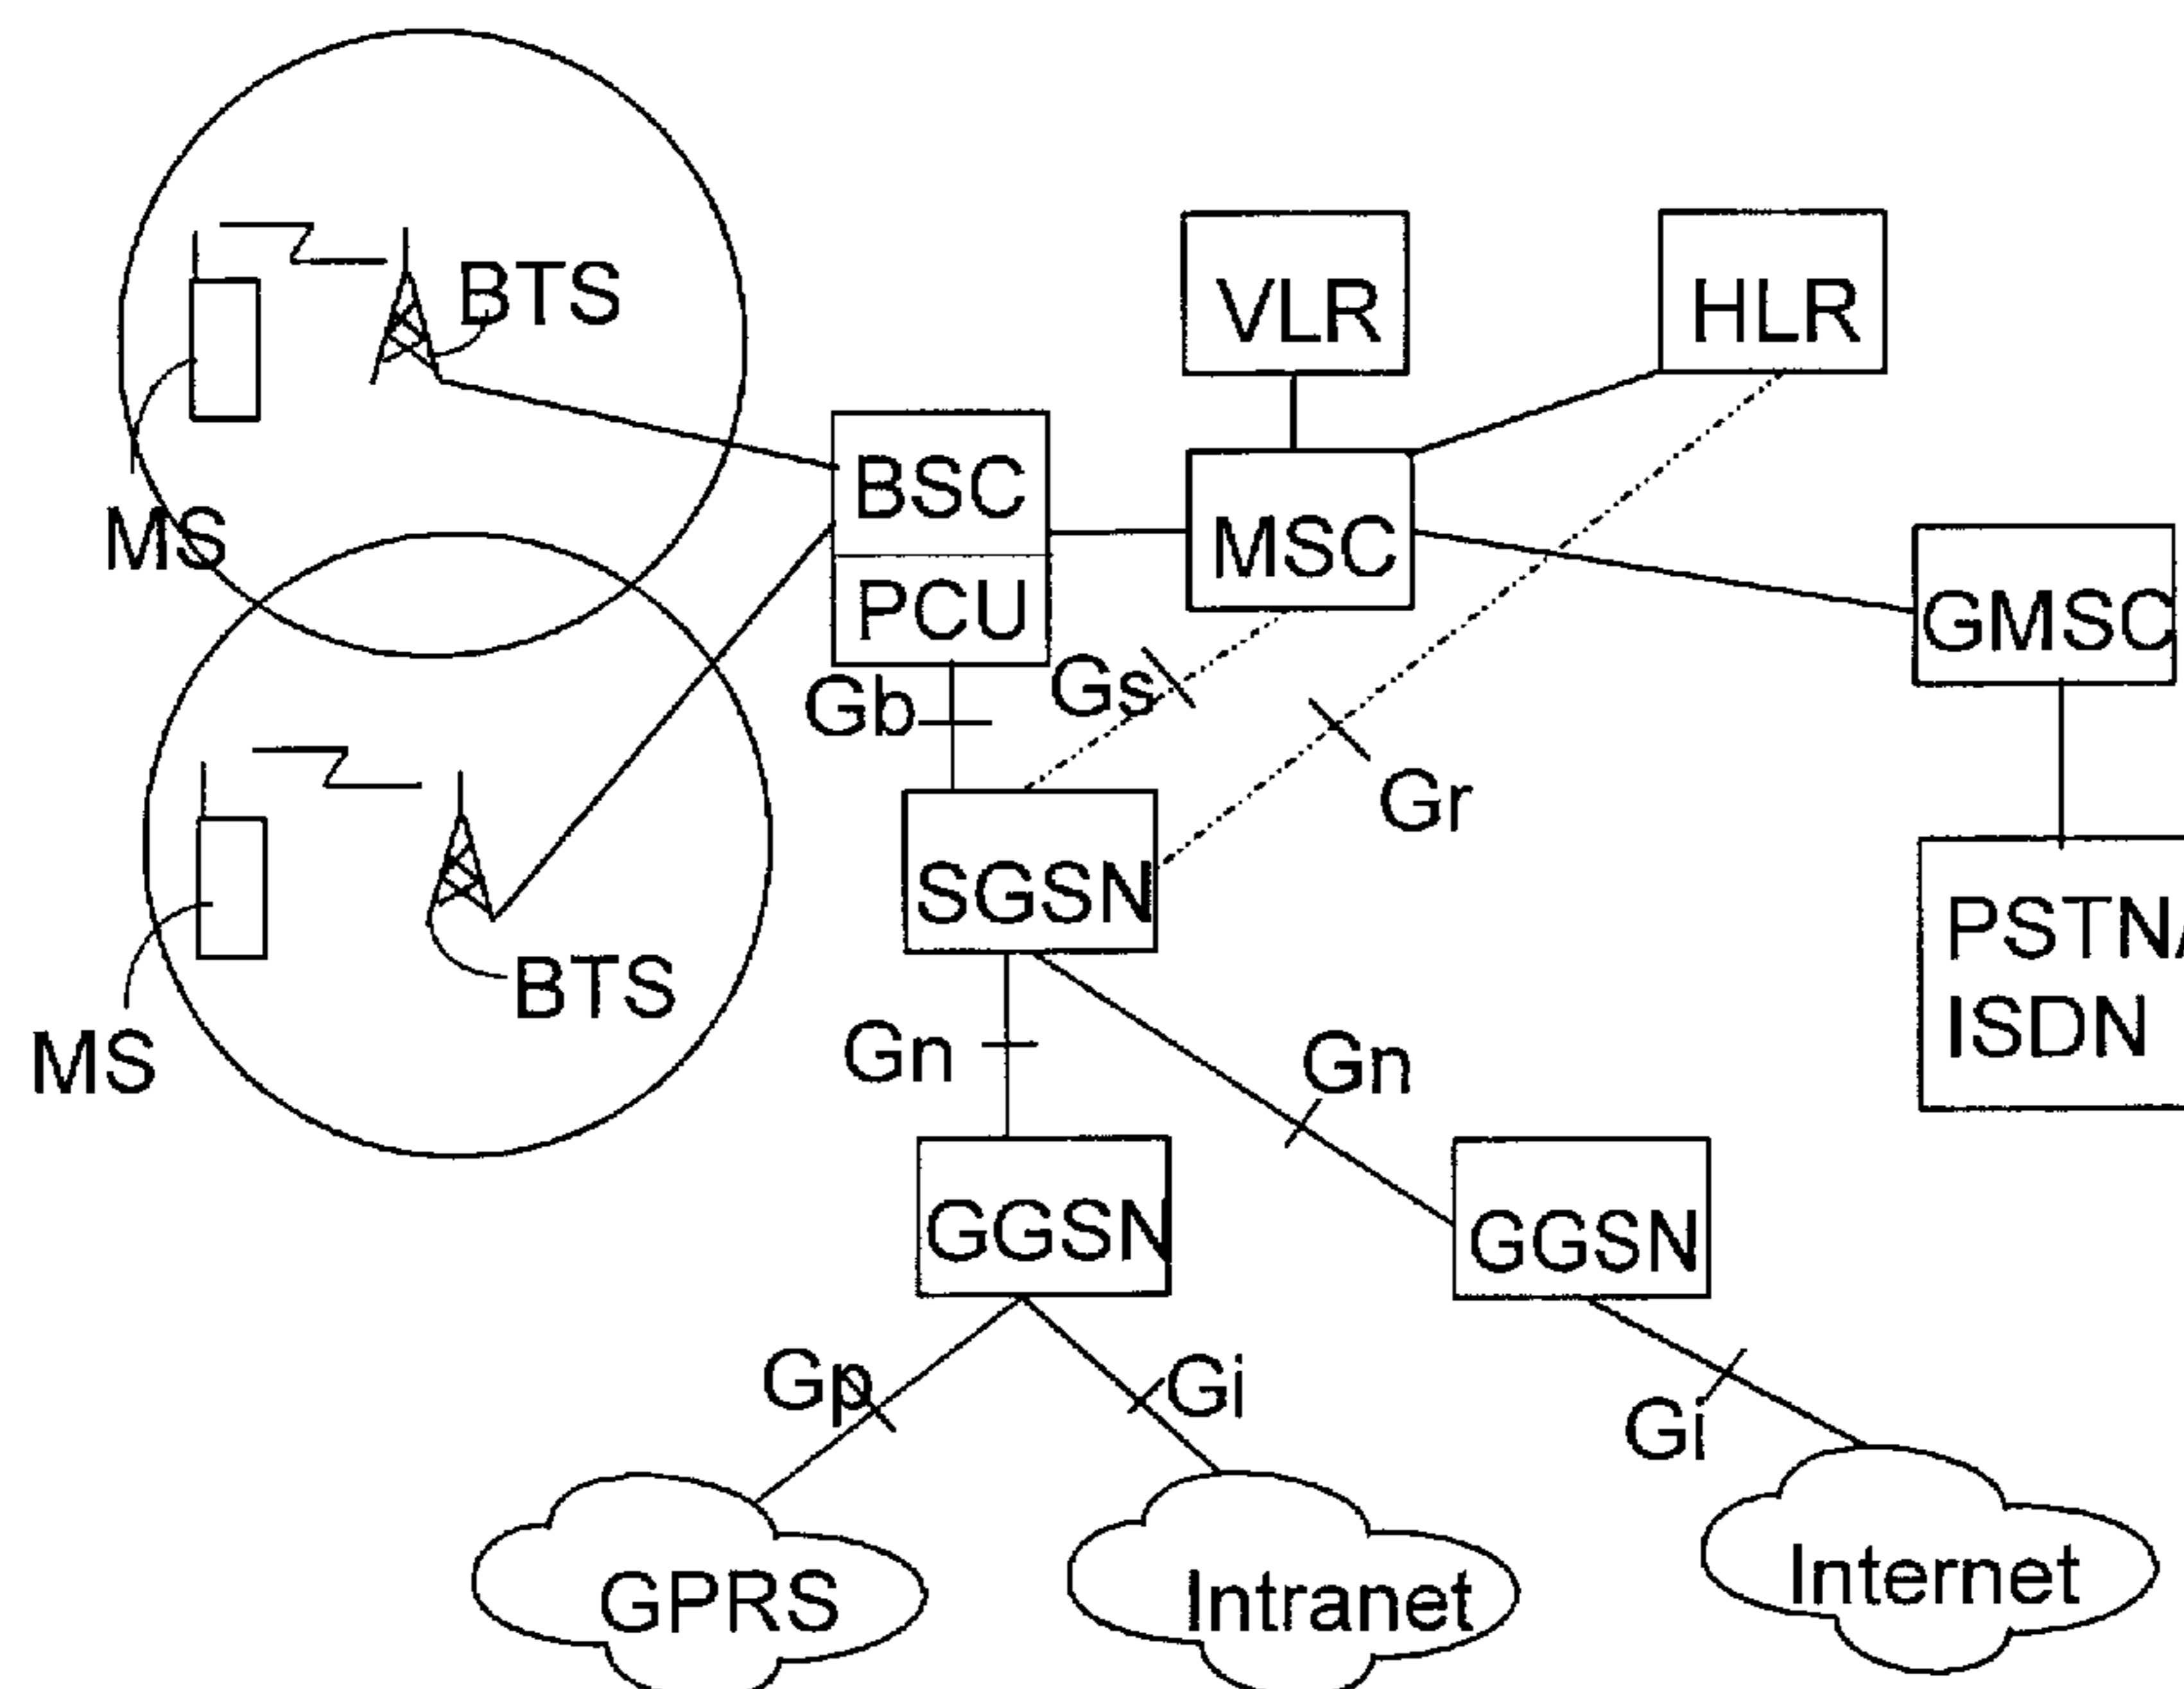 BTS
VLR
HLR
MS
BSC
MSC
PCU
GMSC
Gb
Gs
Gr
SGSN
PSTN/
ISDN
BTS
MS
Gn
Gn
GGSN
GGSN
Gp
Gi
Gi
GPRS
Intranet
Internet